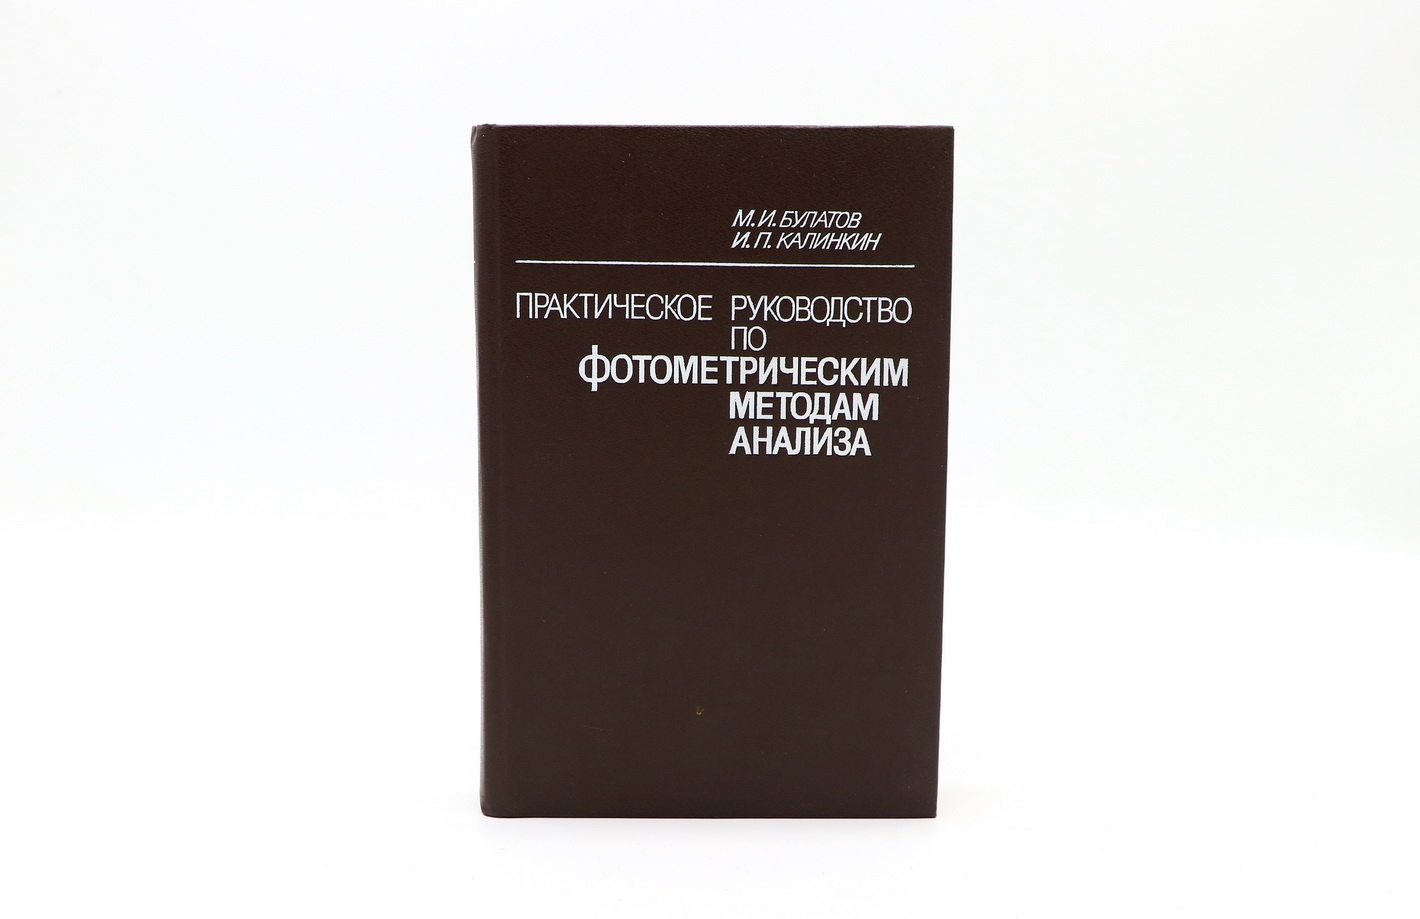 М. И. БУЛАТОВ
И. П. КАЛИНКИН
ПРАКТИЧЕСКОЕ РУКОВОДСТВО
ПО
ФОТОМЕТРИЧЕСКИМ
МЕТОДАМ
АНАЛИЗА